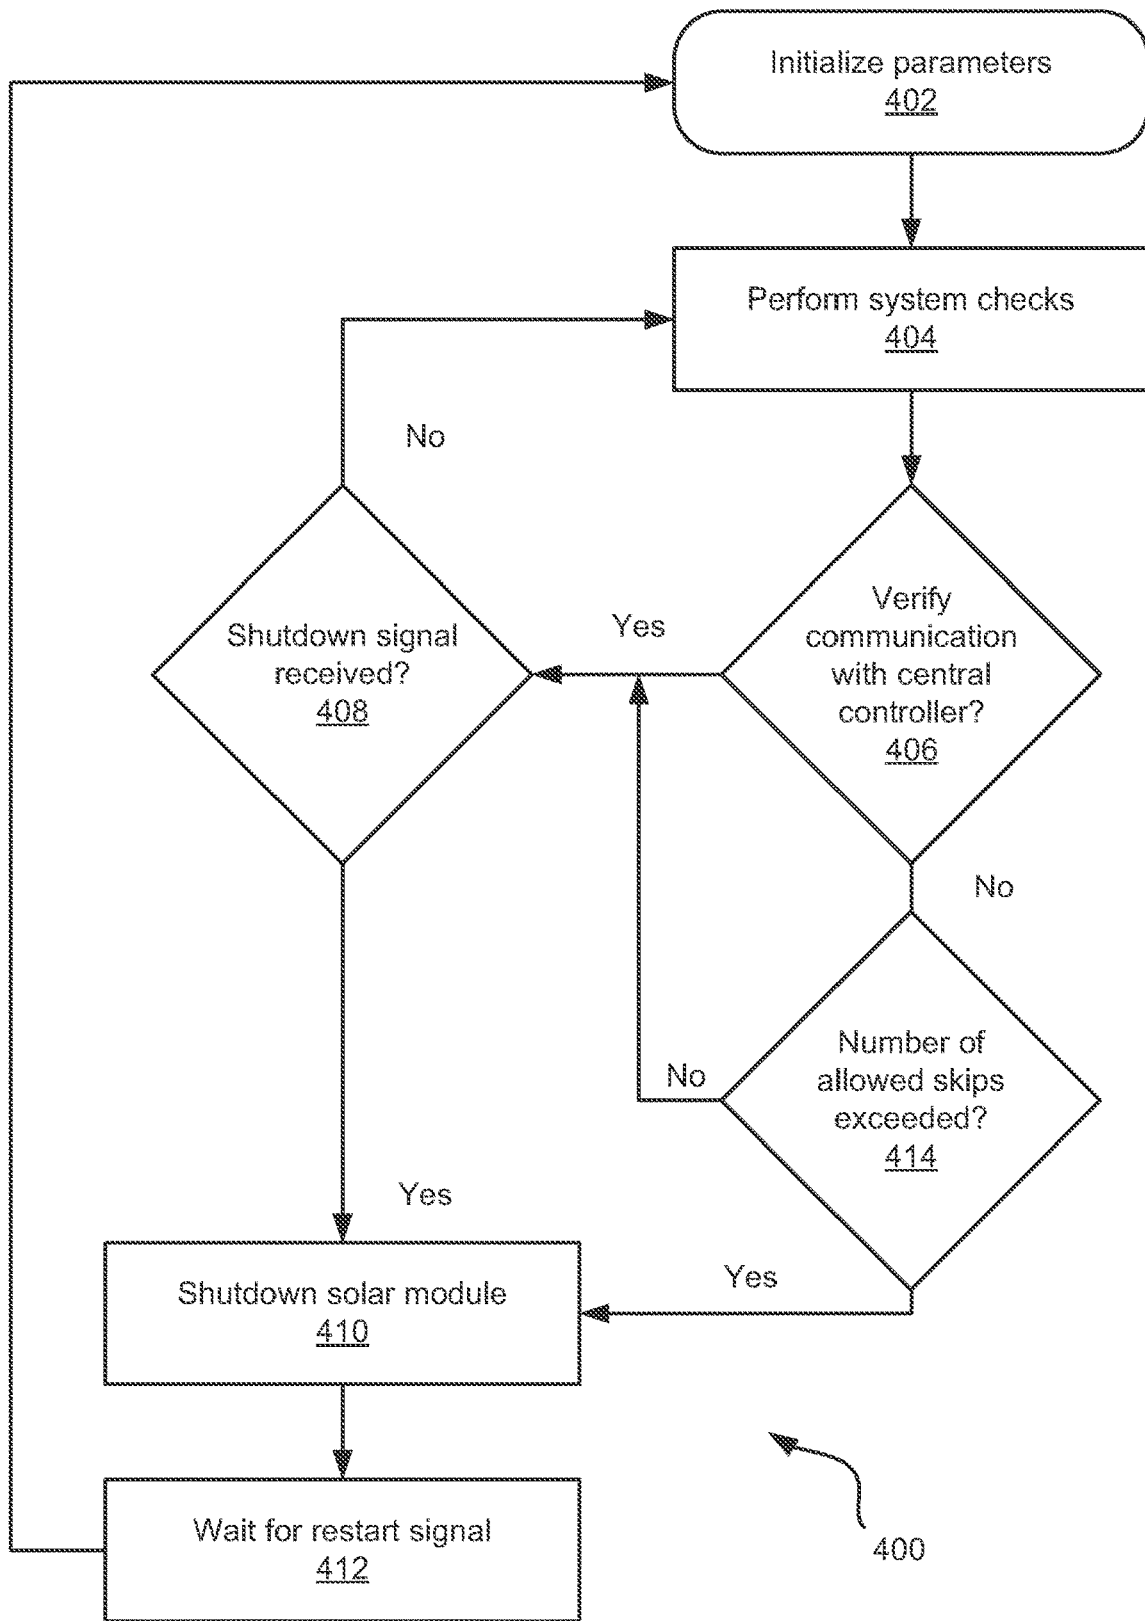 Initialize parameters
402
Perform system checks
404
No
Verify
communication
with central
controller?
406
Yes
Shutdown signal
received?
408
No
Number of
allowed skips
exceeded?
414
No
Yes
Yes
Shutdown solar module
410
Wait for restart signal
412
400